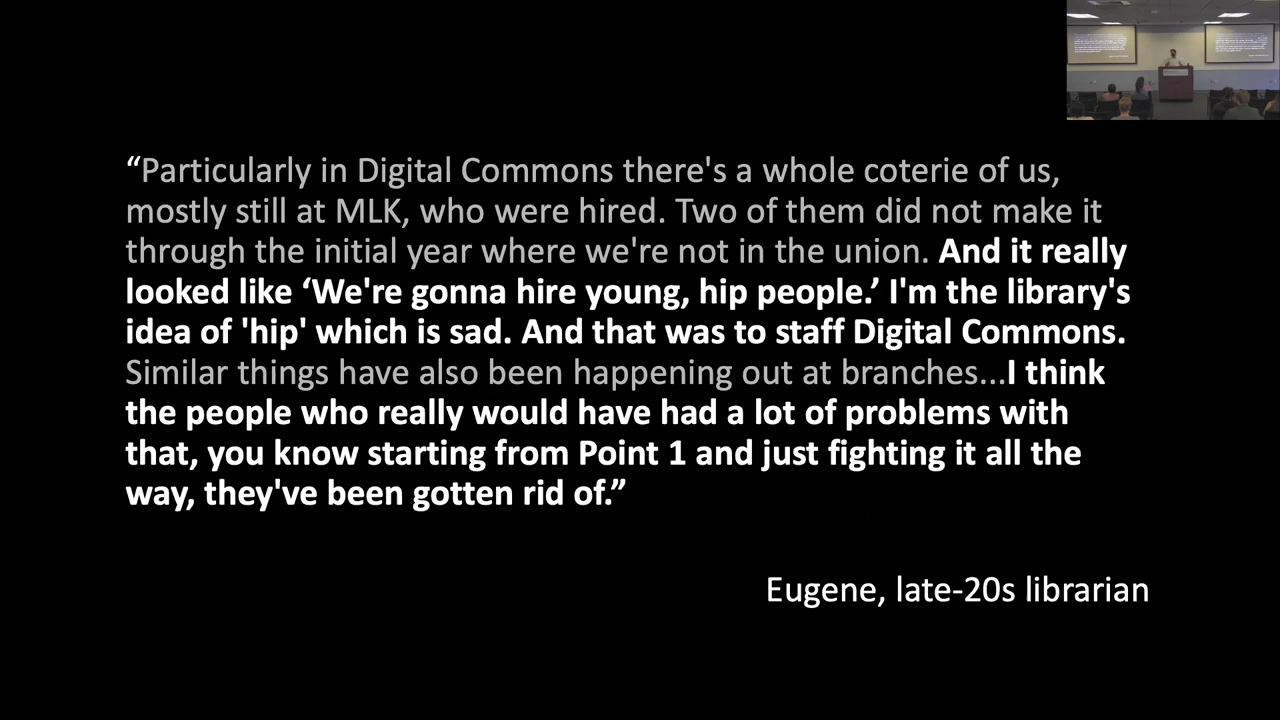 “Particularly in Digital Commons there's a whole coterie of us,
mostly still at MLK, who were hired. Two of them did not make it
through the initial year where we're not in the union. And it really
looked like ‘We're gonna hire young, hip people.’ I'm the library's
idea of 'hip' which is sad. And that was to staff Digital Commons.
Similar things have also been happening out at branches...I think
the people who really would have had a lot of problems with
that, you know starting from Point 1 and just fighting it all the
way, they've been gotten rid of.”
Eugene, late-20s librarian